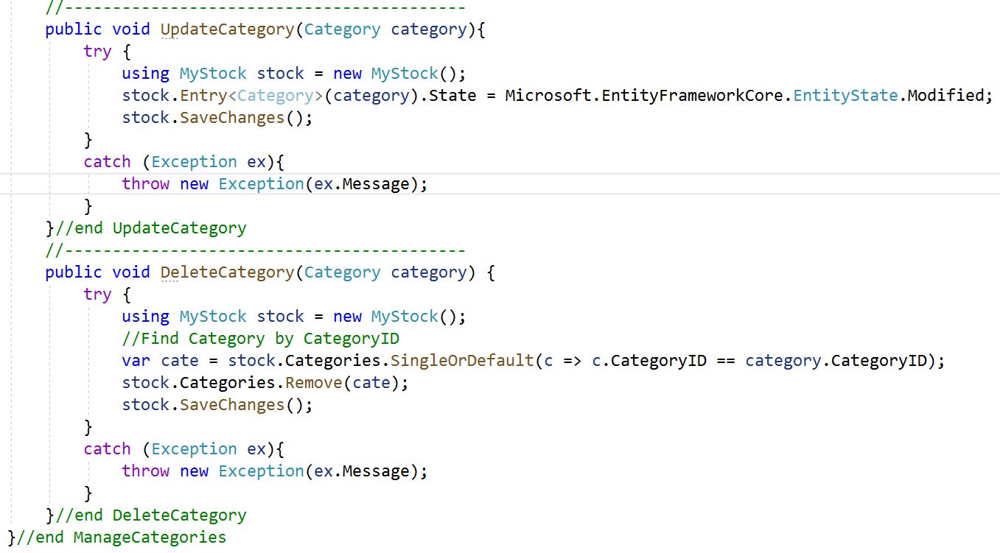 //------------------------------------------
public void UpdateCategory(Category category){
try {
using MyStock stock = new MyStock();
stock.Entry<Category>(category).State = Microsoft.EntityFrameworkCore.EntityState.Modified;
stock.SaveChanges();
}
catch (Exception ex){
throw new Exception(ex.Message);
}
}//end UpdateCategory
//------------------------------------------
public void DeleteCategory(Category category) {
try {
using MyStock stock = new MyStock();
//Find Category by CategoryID
var cate = stock.Categories.SingleOrDefault(c => c.CategoryID == category.CategoryID);
stock.Categories.Remove(cate);
stock.SaveChanges();
}
catch (Exception ex){
throw new Exception(ex.Message);
}
}//end DeleteCategory
}//end ManageCategories